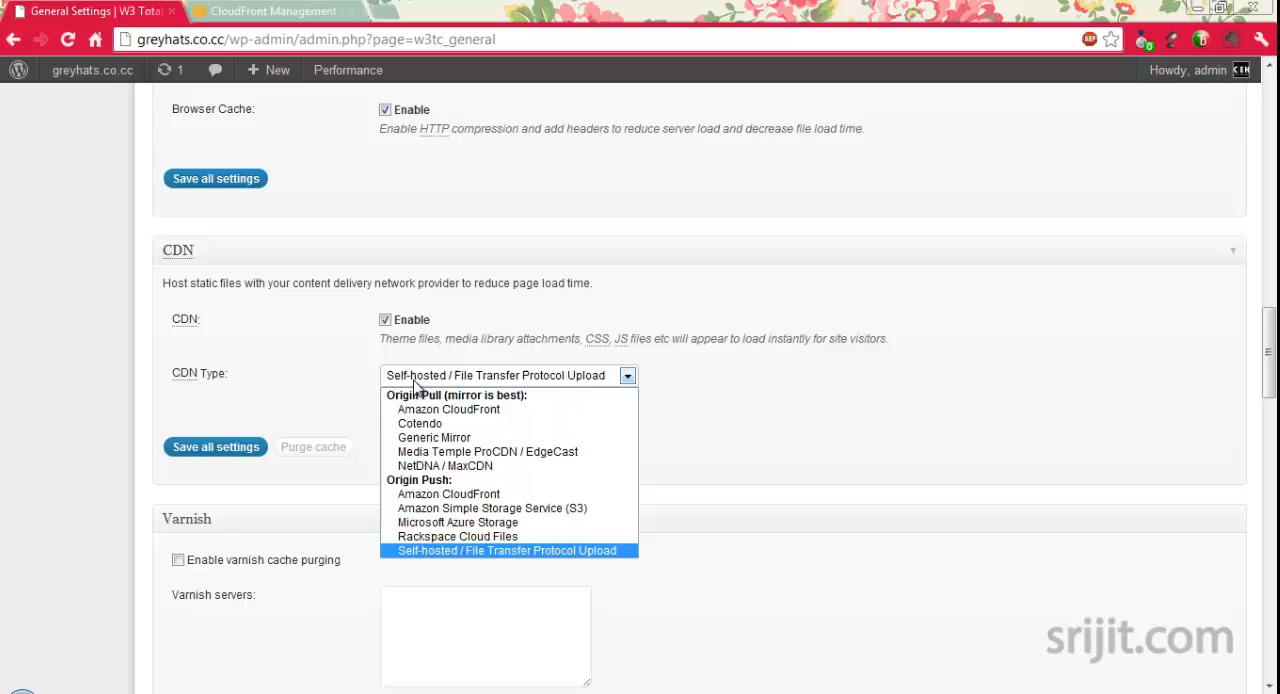 General Settings | W3 Total
CloudFront Management
greyhats.co.cc/wp-admin/admin.php?page=w3tc_general
ABP
0
greyhats.co.cc
1
+ New
Performance
Howdy, admin
CEH
Browser Cache:
Enable
Enable HTTP compression and add headers to reduce server load and decrease file load time.
Save all settings
CDN
Host static files with your content delivery network provider to reduce page load time.
CDN:
Enable
Theme files, media library attachments, CSS, JS files etc will appear to load instantly for site visitors.
CDN Type:
Self-hosted / File Transfer Protocol Upload
Origin Pull (mirror is best):
Amazon CloudFront
Cotendo
Generic Mirror
Media Temple ProCDN / EdgeCast
NetDNA / MaxCDN
Origin Push:
Amazon CloudFront
Amazon Simple Storage Service (S3)
Microsoft Azure Storage
Rackspace Cloud Files
Self-hosted / File Transfer Protocol Upload
Save all settings
Purge cache
Varnish
Enable varnish cache purging
Varnish servers:
srijit.com